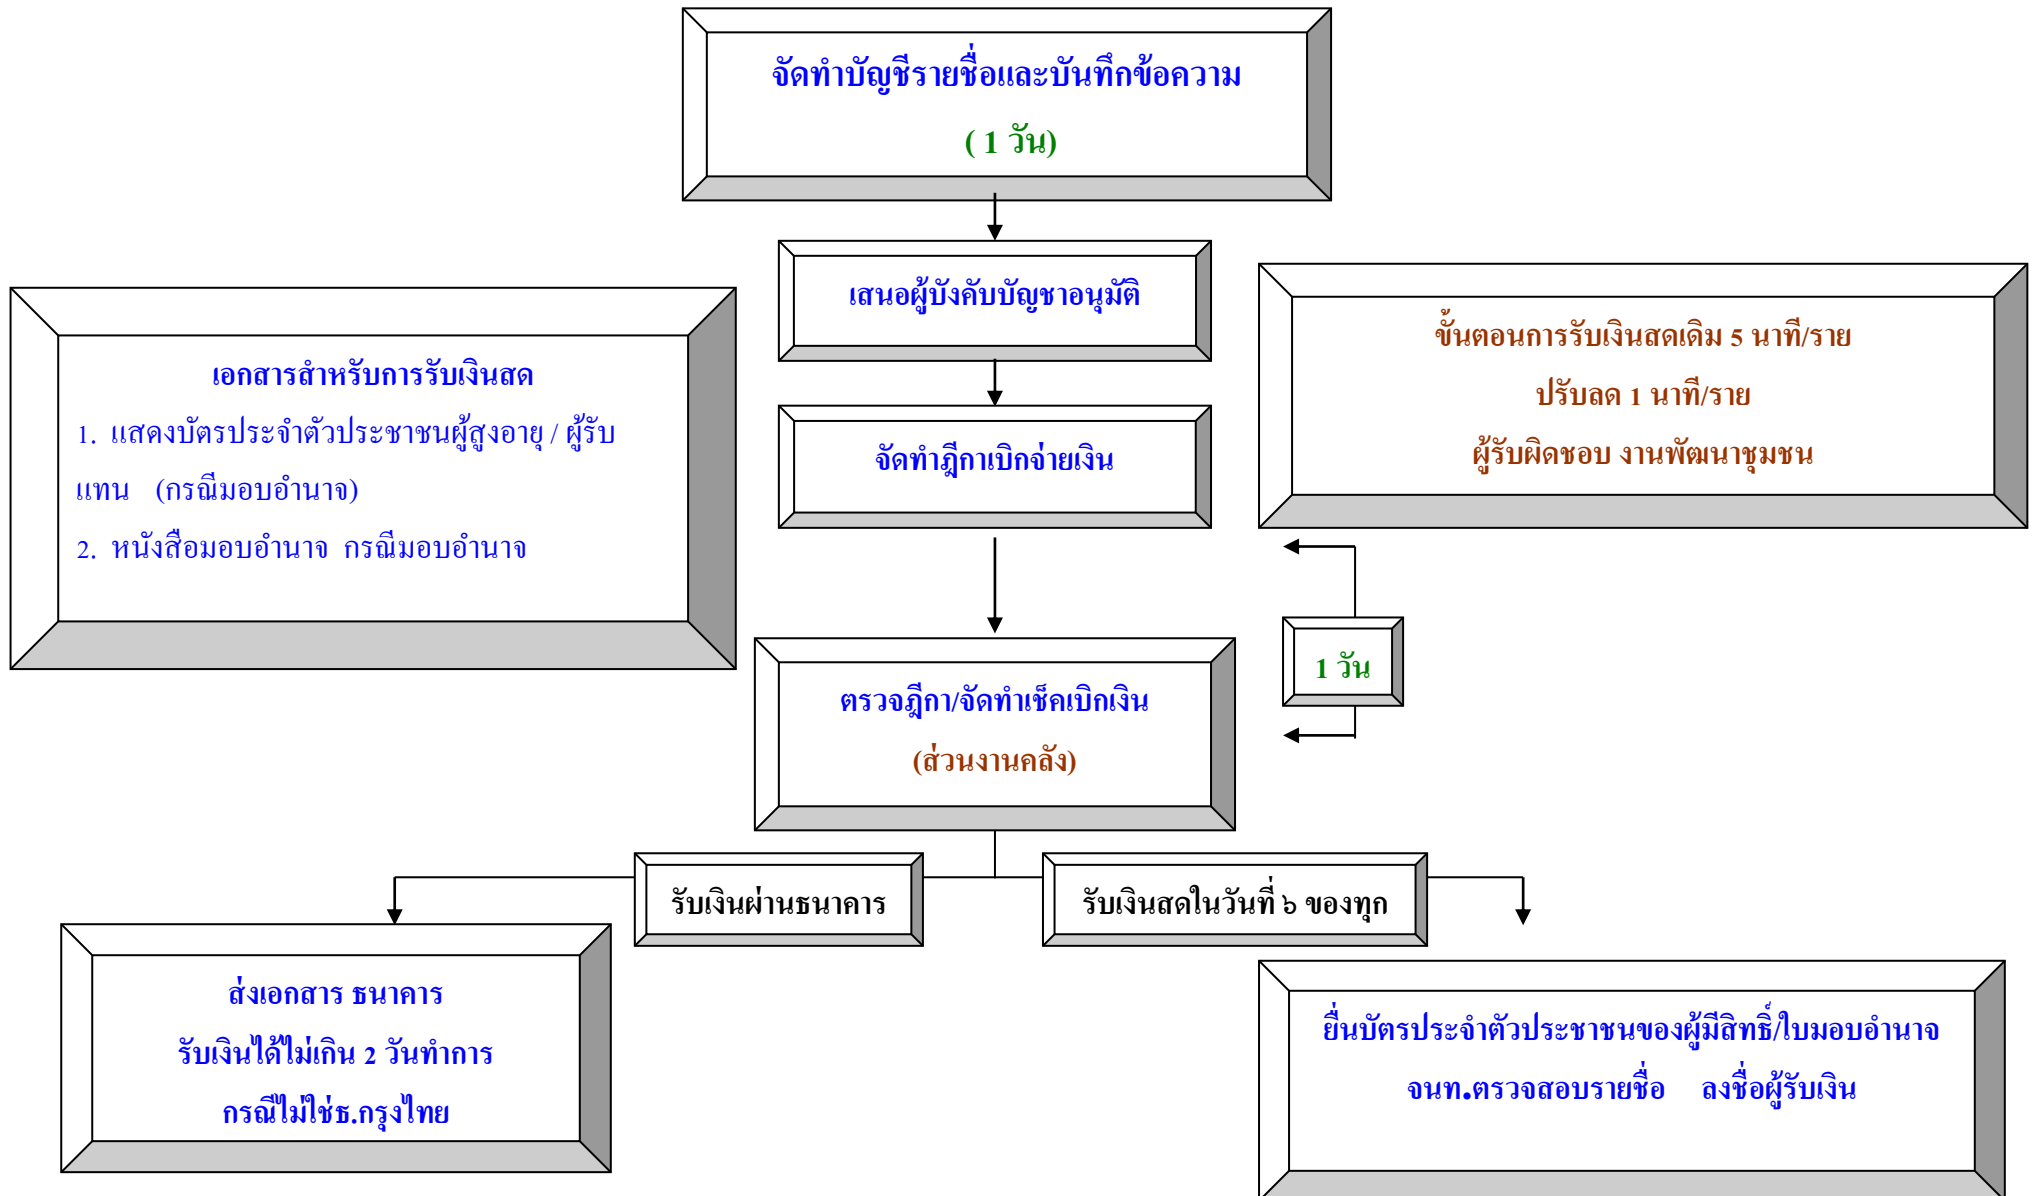 จัดทำบัญชีรายชื่อและบันทึกข้อความ
( 1 วัน)
เสนอผู้บังคับบัญชาอนุมัติ
จัดทำฎีกาเบิกจ่ายเงิน
เอกสารสำหรับการรับเงินสด
1. แสดงบัตรประจำตัวประชาชนผู้สูงอายุ / ผู้รับ
แทน (กรณีมอบอำนาจ)
2. หนังสือมอบอำนาจ กรณีมอบอำนาจ
ขั้นตอนการรับเงินสดเดิม 5 นาที/ราย
ปรับลด 1 นาที/ราย
ผู้รับผิดชอบ งานพัฒนาชุมชน
1 วัน
ตรวจฎีกา/จัดทำเช็คเบิกเงิน
(ส่วนงานคลัง)
รับเงินผ่านธนาคาร
รับเงินสดในวันที่ ๖ ของทุก
ส่งเอกสาร ธนาคาร
รับเงินได้ไม่เกิน 2 วันทำการ
กรณีไม่ใช่ธ.กรุงไทย
ยื่นบัตรประจำตัวประชาชนของผู้มีสิทธิ์/ใบมอบอำนาจ
จนท.ตรวจสอบรายชื่อ ลงชื่อผู้รับเงิน